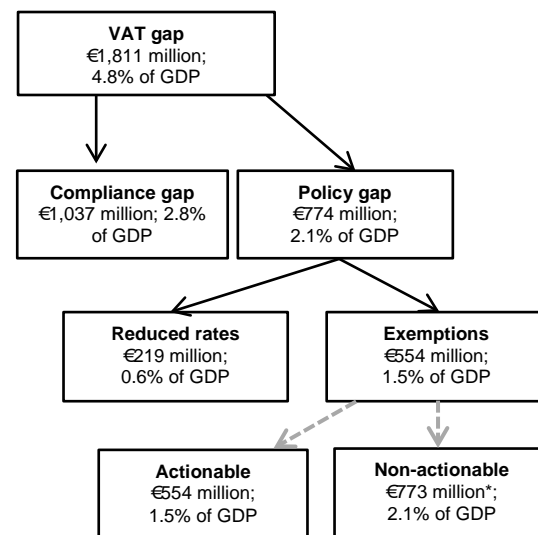 VAT gap
€1,811 million;
4.8% of GDP
Compliance gap
€1,037 million; 2.8%
of GDP
Policy gap
€774 million;
2.1% of GDP
Reduced rates
€219 million;
0.6% of GDP
Exemptions
€554 million;
1.5% of GDP
Actionable
€554 million;
1.5% of GDP
Non-actionable
€773 million*;
2.1% of GDP